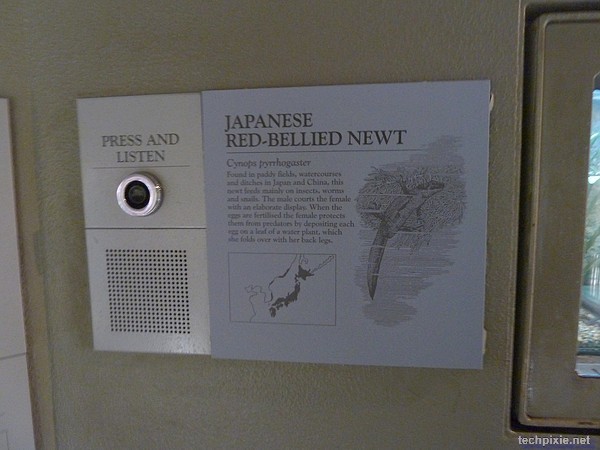 PRESS AND
LISTEN
JAPANESE
RED-BELLIED NEWT
Cynops pyrrhogaster
Found in paddy fields, watercourses
and ditches in Japan and China, this
newt feeds mainly on insects, worms
and snails. The male courts the female
with an elaborate display. When the
eggs are fertilised the female protects
them from predators by depositing each
egg on a leaf of a water plant, which
she folds over with her back legs.
techpixie.net